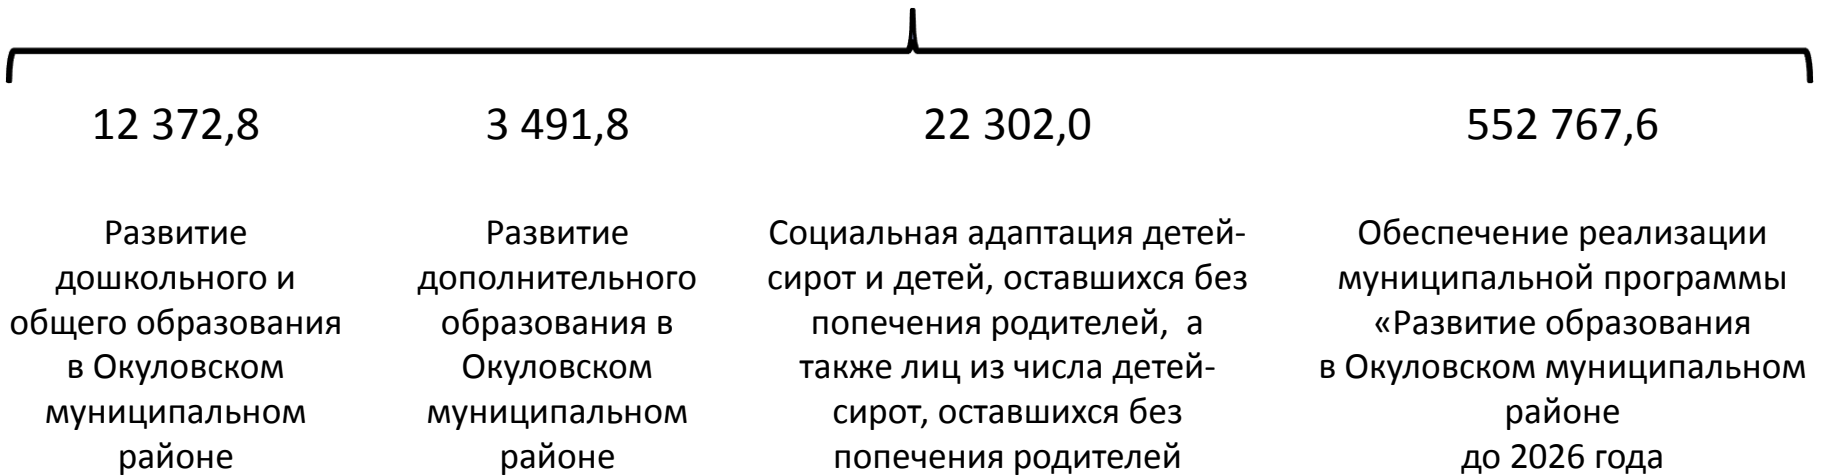 12 372,8
3 491,8
22 302,0
552 767,6
Развитие
дошкольного и
общего образования
в Окуловском
муниципальном
районе
Развитие
дополнительного
образования в
Окуловском
муниципальном
районе
Социальная адаптация детей-
сирот и детей, оставшихся без
попечения родителей, а
также лиц из числа детей-
сирот, оставшихся без
попечения родителей
Обеспечение реализации
муниципальной программы
«Развитие образования
в Окуловском муниципальном
районе
до 2026 года